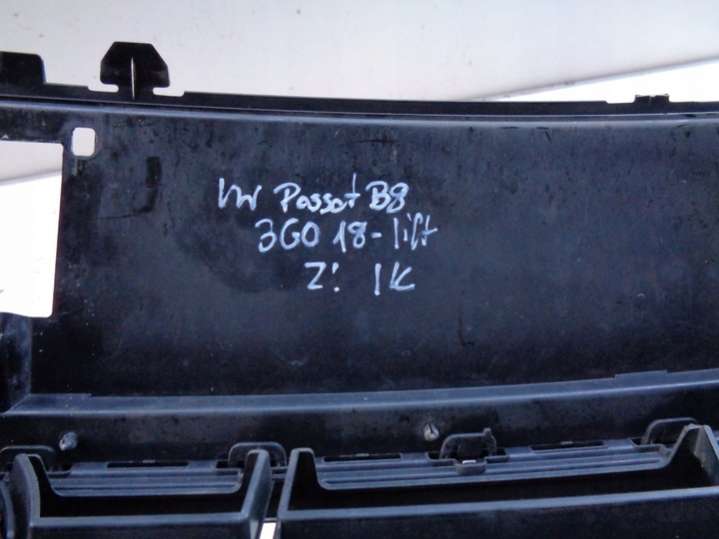 VW Passat B8
3G0 18-lift
Z: 1K